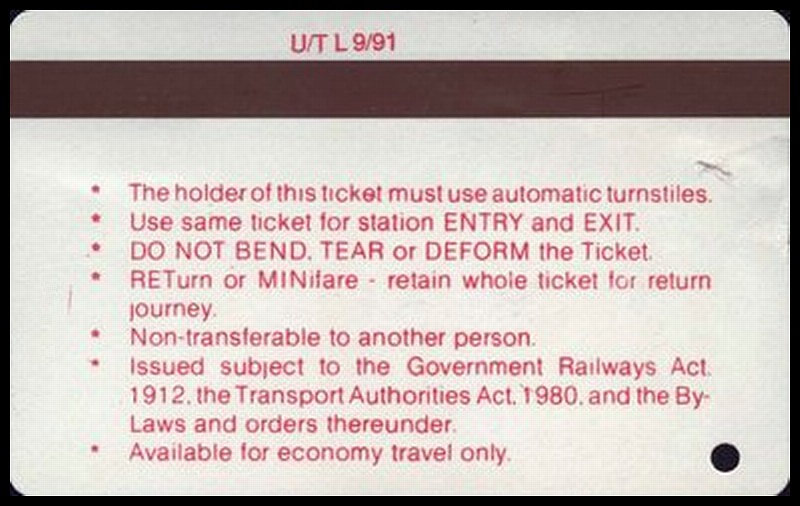 U/T L 9/91
* The holder of this ticket must use automatic turnstiles.
* Use same ticket for station ENTRY and EXIT.
* DO NOT BEND, TEAR or DEFORM the Ticket.
* RETurn or MINifare - retain whole ticket for return
journey.
* Non-transferable to another person.
* Issued subject to the Government Railways Act,
1912, the Transport Authorities Act, 1980, and the By-
Laws and orders thereunder.
* Available for economy travel only.